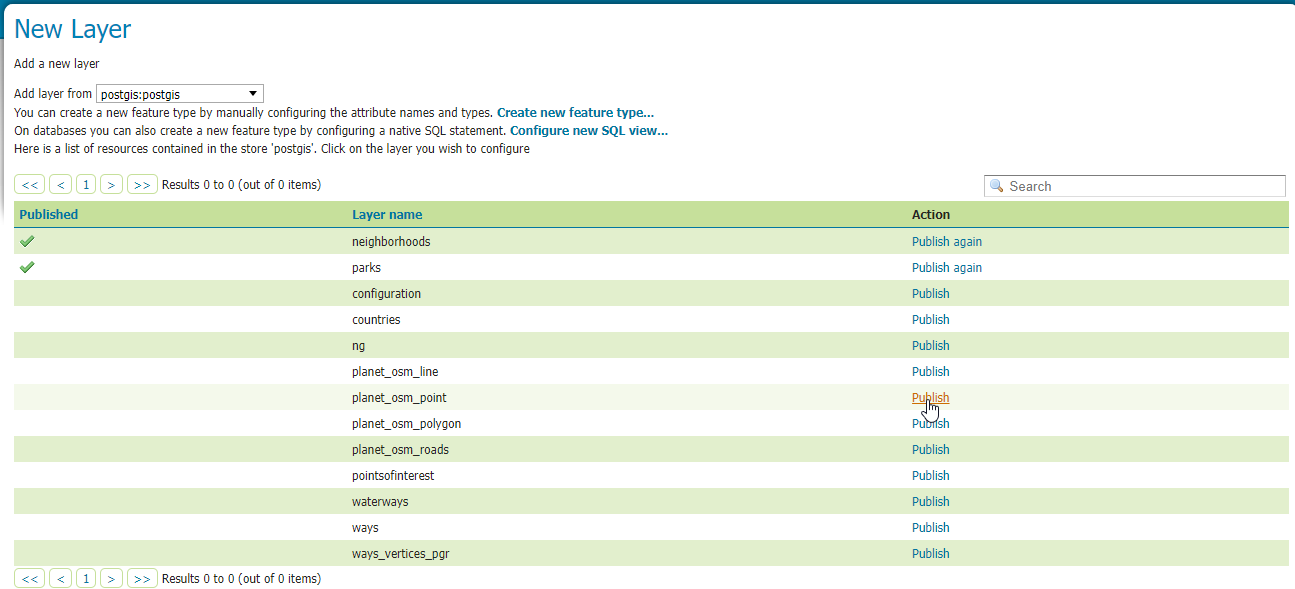 New Layer
Add a new layer
Add layer from postgis:postgis
You can create a new feature type by manually configuring the attribute names and types. Create new feature type...
On databases you can also create a new feature type by configuring a native SQL statement. Configure new SQL view...
Here is a list of resources contained in the store 'postgis'. Click on the layer you wish to configure
<< < 1 > >> Results 0 to 0 (out of 0 items) Search
Published Layer name Action
neighborhoods Publish again
parks Publish again
configuration Publish
countries Publish
ng Publish
planet_osm_line Publish
planet_osm_point Publish
planet_osm_polygon Publish
planet_osm_roads Publish
pointsofinterest Publish
waterways Publish
ways Publish
ways_vertices_pgr Publish
<< < 1 > >> Results 0 to 0 (out of 0 items)